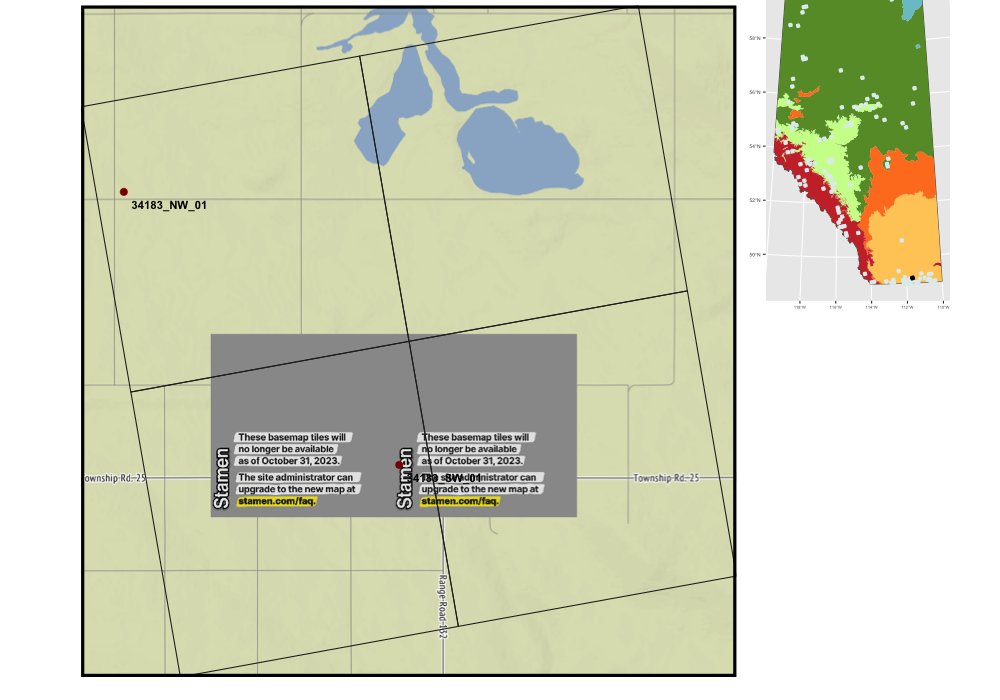 34183_NW_01
These basemap tiles will
no longer be available
as of October 31, 2023.
The site administrator can
upgrade to the new map at
stamen.com/faq.
Stamen
These basemap tiles will
no longer be available
as of October 31, 2023.
The site administrator can
upgrade to the new map at
stamen.com/faq.
Stamen
34183_SW_01
ownship Rd. 25
Township Rd. 25
Range Road 152
58°N
56°N
54°N
52°N
50°N
118°W
116°W
114°W
112°W
110°W